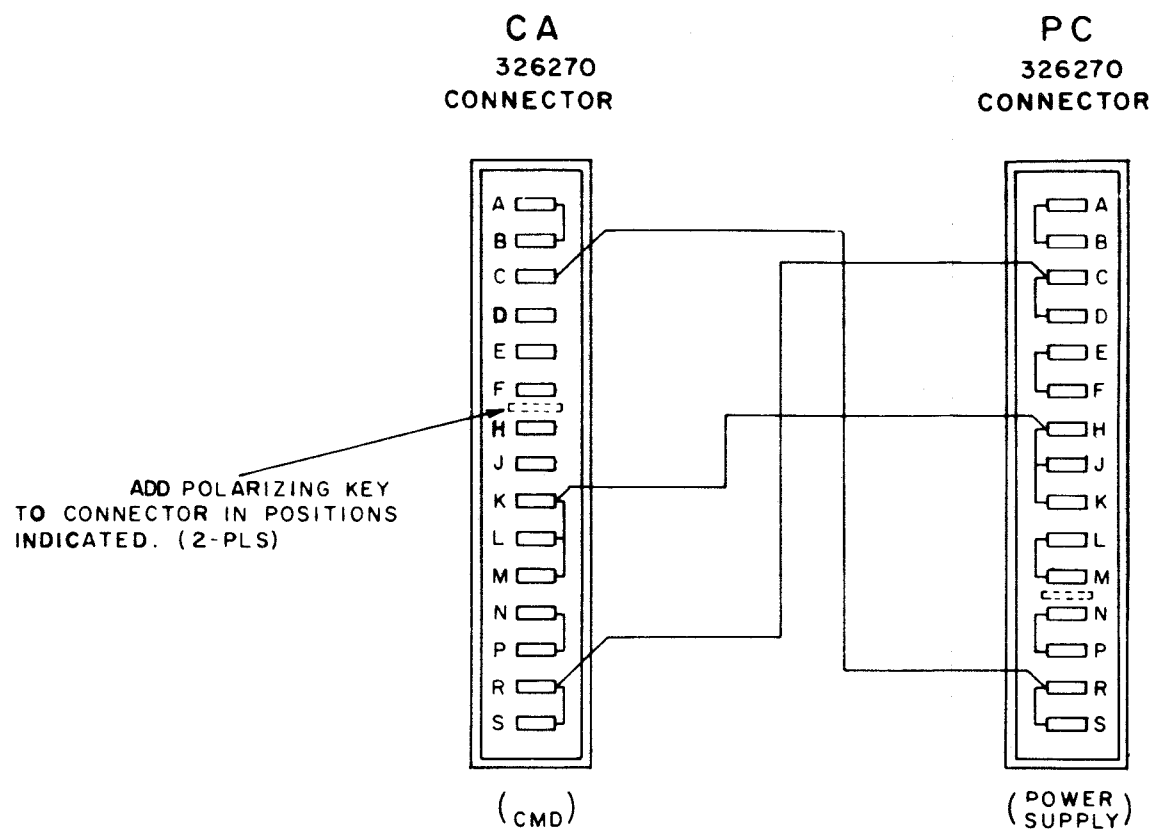 CA
326270
CONNECTOR
PC
326270
CONNECTOR
A
B
C
D
E
F
H
J
K
L
M
N
P
R
S
A
B
C
D
E
F
H
J
K
L
M
N
P
R
S
ADD POLARIZING KEY
TO CONNECTOR IN POSITIONS
INDICATED. (2-PLS)
(CMD)
(POWER
SUPPLY)